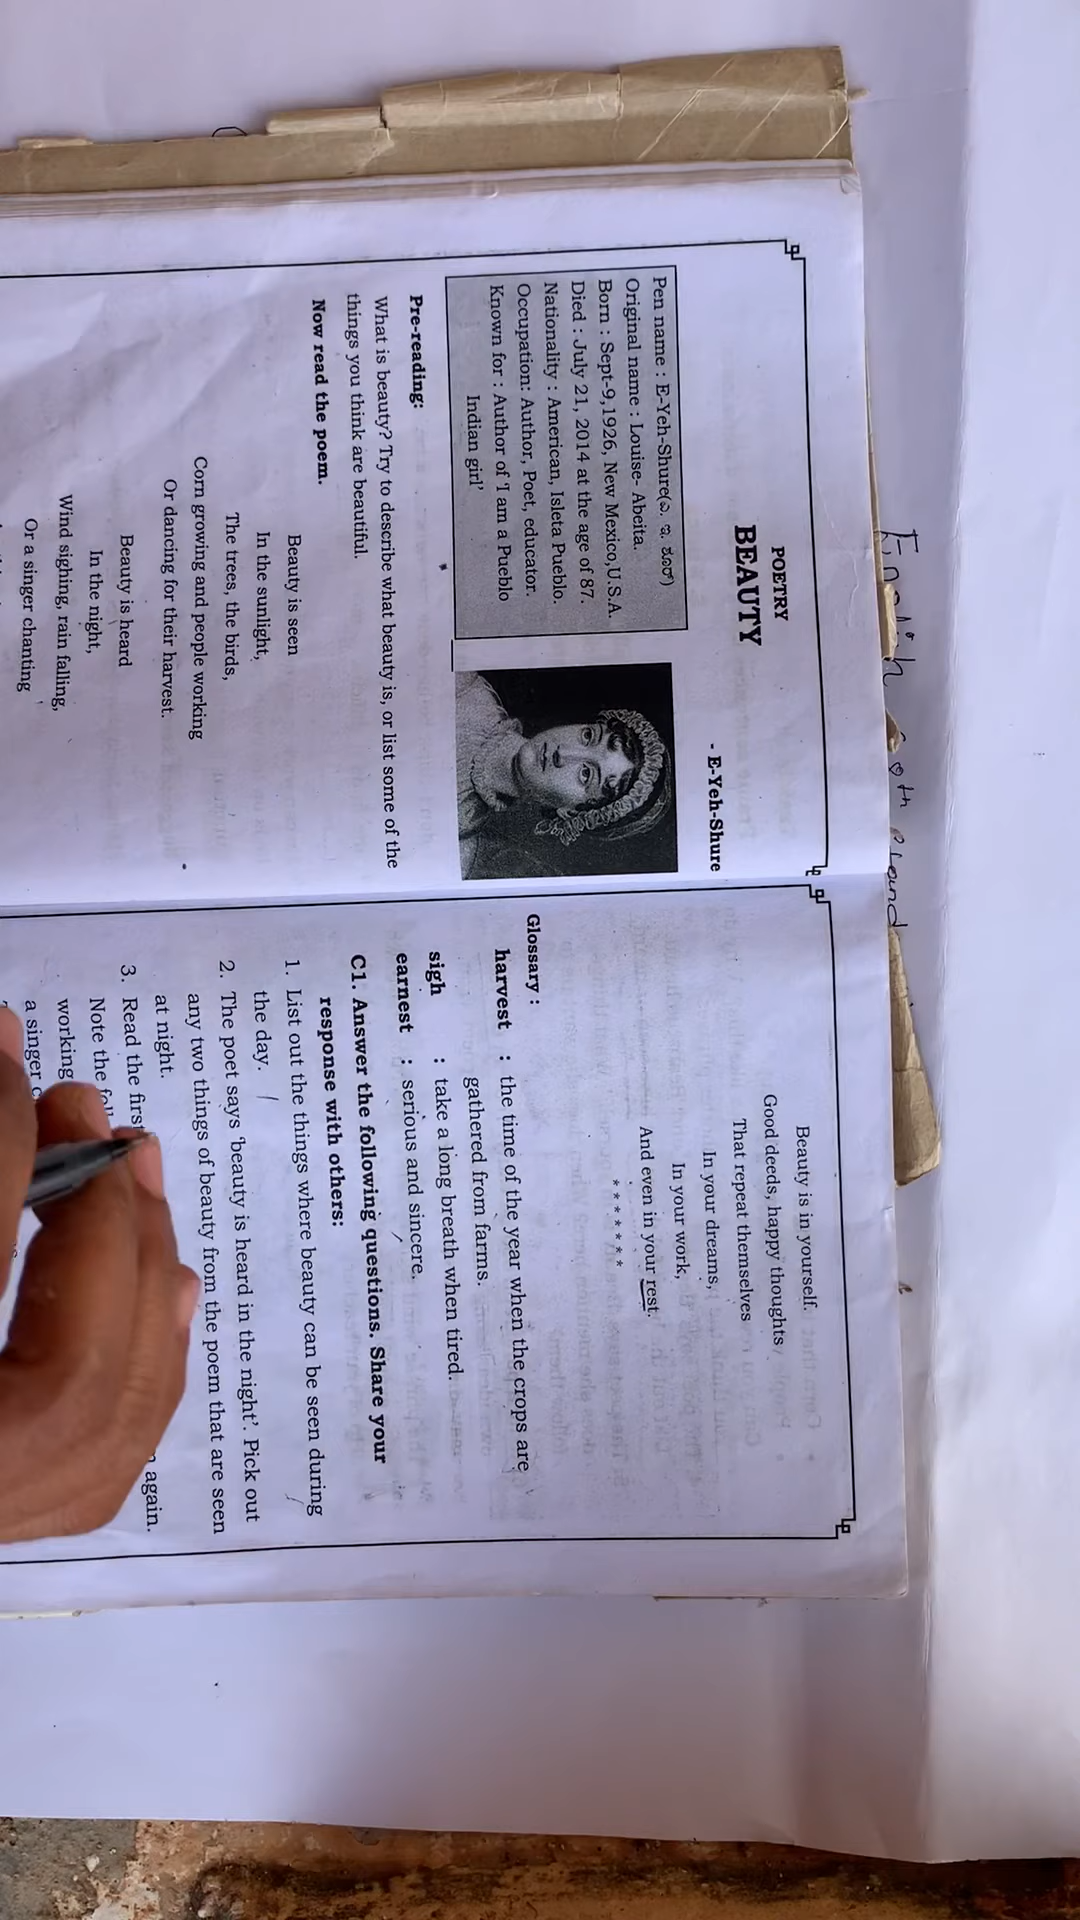 English 8th stand
POETRY
BEAUTY
- E-Yeh-Shure
Pen name : E-Yeh-Shure(ಎ. ಇ. ಶೂರ್)
Original name : Louise- Abeita.
Born : Sept-9,1926, New Mexico,U.S.A.
Died : July 21, 2014 at the age of 87.
Nationality : American, Isleta Pueblo.
Occupation: Author, Poet, educator.
Known for : Author of 'I am a Pueblo
Indian girl'
Pre-reading:
What is beauty? Try to describe what beauty is, or list some of the
things you think are beautiful.
Now read the poem.
Beauty is seen
In the sunlight,
The trees, the birds,
Corn growing and people working
Or dancing for their harvest.
Beauty is heard
In the night,
Wind sighing, rain falling,
Or a singer chanting
Beauty is in yourself.
Good deeds, happy thoughts
That repeat themselves
In your dreams,
In your work,
And even in your rest.
*******
Glossary :
harvest : the time of the year when the crops are
gathered from farms.
sigh : take a long breath when tired.
earnest : serious and sincere.
C1. Answer the following questions. Share your
response with others:
1. List out the things where beauty can be seen during
the day.
2. The poet says 'beauty is heard in the night'. Pick out
any two things of beauty from the poem that are seen
at night.
3. Read the first again.
Note the
working
a singer